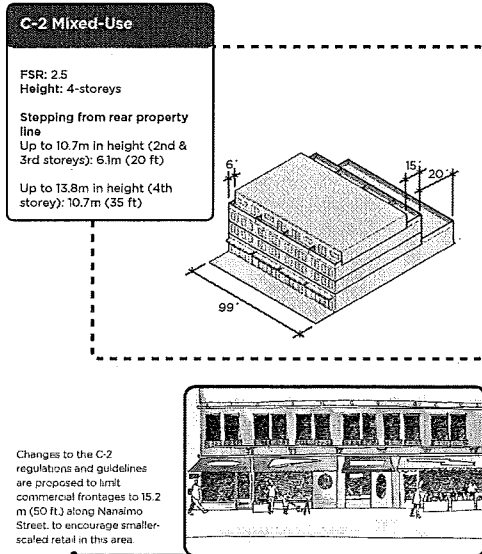 C-2 Mixed-Use
FSR: 2.5
Height: 4-storeys
Stepping from rear property
line
Up to 10.7m in height (2nd &
3rd storeys): 6.1m (20 ft)
Up to 13.8m in height (4th
storey): 10.7m (35 ft)
6'
15'
20'
99'
Changes to the C-2
regulations and guidelines
are proposed to limit
commercial frontages to 15.2
m (50 ft.) along Nanaimo
Street, to encourage smaller-
scaled retail in this area.